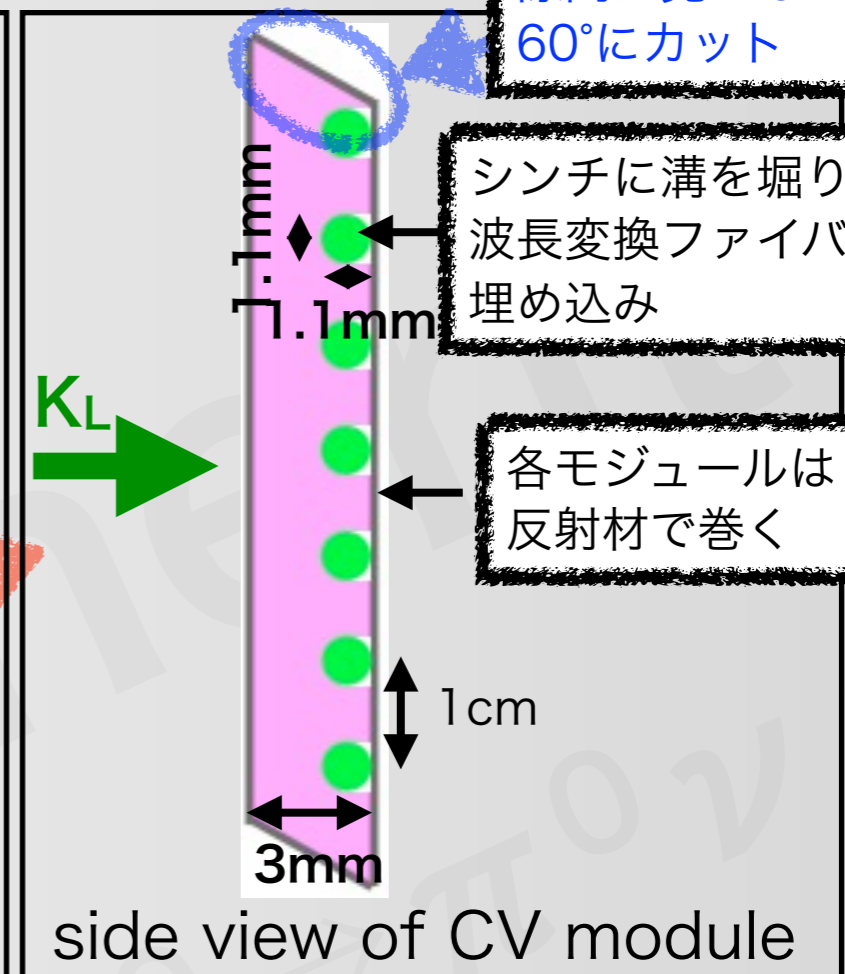 60°にカット
シンチに溝を堀り
波長変換ファイバ
埋め込み
1.1mm
1.1mm
KL
各モジュールは
反射材で巻く
1cm
3mm
side view of CV module